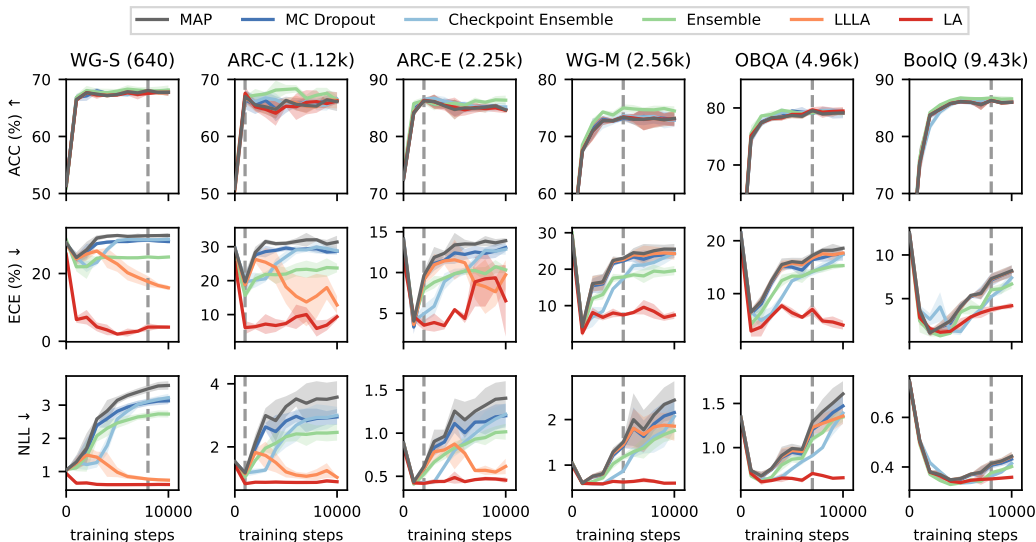 MAP MC Dropout Checkpoint Ensemble Ensemble LLLA LA
WG-S (640) ARC-C (1.12k) ARC-E (2.25k) WG-M (2.56k) OBQA (4.96k) BoolQ (9.43k)
ACC (%) ↑
70 70 90 80
60 60 80 70 80 90
50 50 70 60 80
70
ECE (%) ↓
20 30 15 30 20 10
0 20 10 20 10 5
10 5 10
0
NLL ↓
3 4 1.5 2 1.5 0.6
2 2 1.0 1 1.0 0.4
1 0.5
0 10000 0 10000 0 10000 0 10000 0 10000 0 10000
training steps training steps training steps training steps training steps training steps